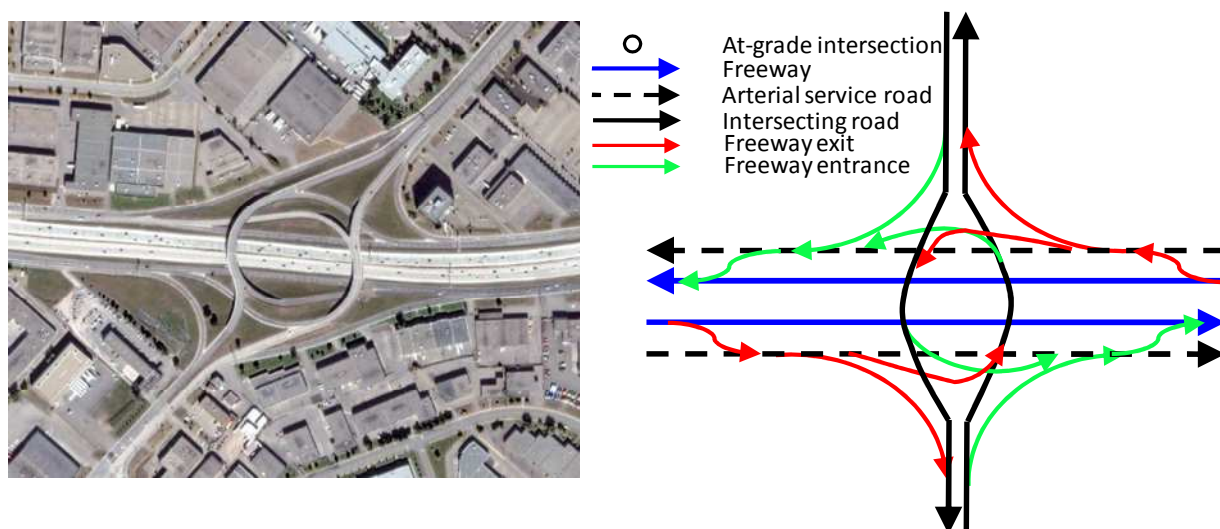 At-grade intersection
Freeway
Arterial service road
Intersecting road
Freeway exit
Freeway entrance